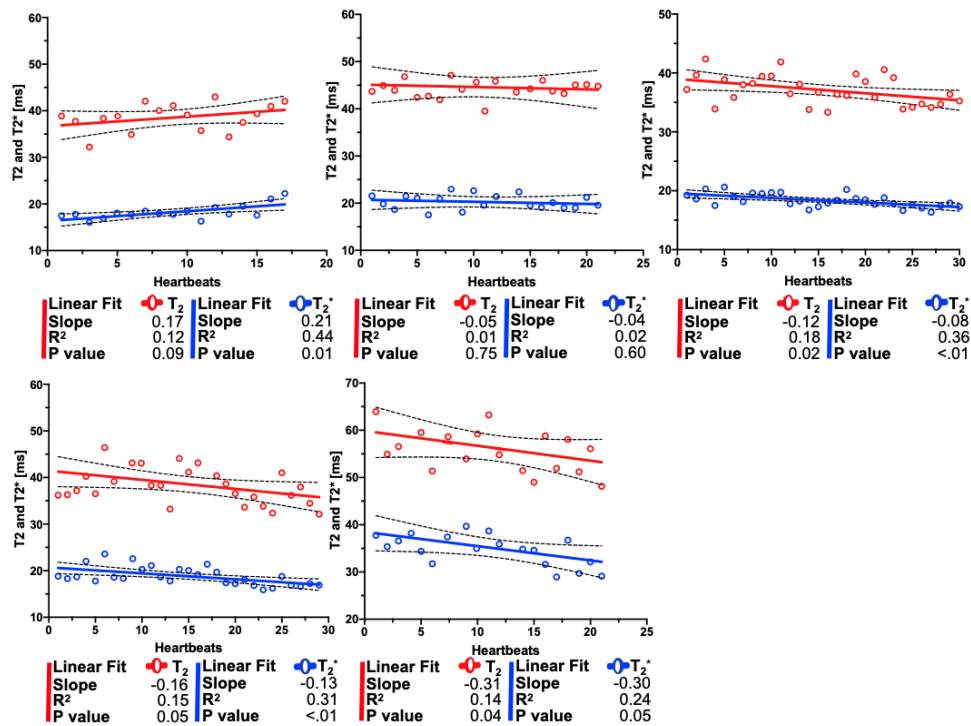 60
50
40
30
20
10
T2 and T2* [ms]
0 5 10 15 20
Heartbeats
Linear Fit T2 Linear Fit T2*
Slope 0.17 Slope 0.21
R² 0.12 R² 0.44
P value 0.09 P value 0.01
60
50
40
30
20
10
T2 and T2* [ms]
0 5 10 15 20 25
Heartbeats
Linear Fit T2 Linear Fit T2*
Slope -0.05 Slope -0.04
R² 0.01 R² 0.02
P value 0.75 P value 0.60
50
40
30
20
10
T2 and T2* [ms]
0 5 10 15 20 25 30
Heartbeats
Linear Fit T2 Linear Fit T2*
Slope -0.12 Slope -0.08
R² 0.18 R² 0.36
P value 0.02 P value <.01
60
50
40
30
20
10
T2 and T2* [ms]
0 5 10 15 20 25 30
Heartbeats
Linear Fit T2 Linear Fit T2*
Slope -0.16 Slope -0.13
R² 0.15 R² 0.31
P value 0.05 P value <.01
70
60
50
40
30
20
T2 and T2* [ms]
0 5 10 15 20 25
Heartbeats
Linear Fit T2 Linear Fit T2*
Slope -0.31 Slope -0.30
R² 0.14 R² 0.24
P value 0.04 P value 0.05